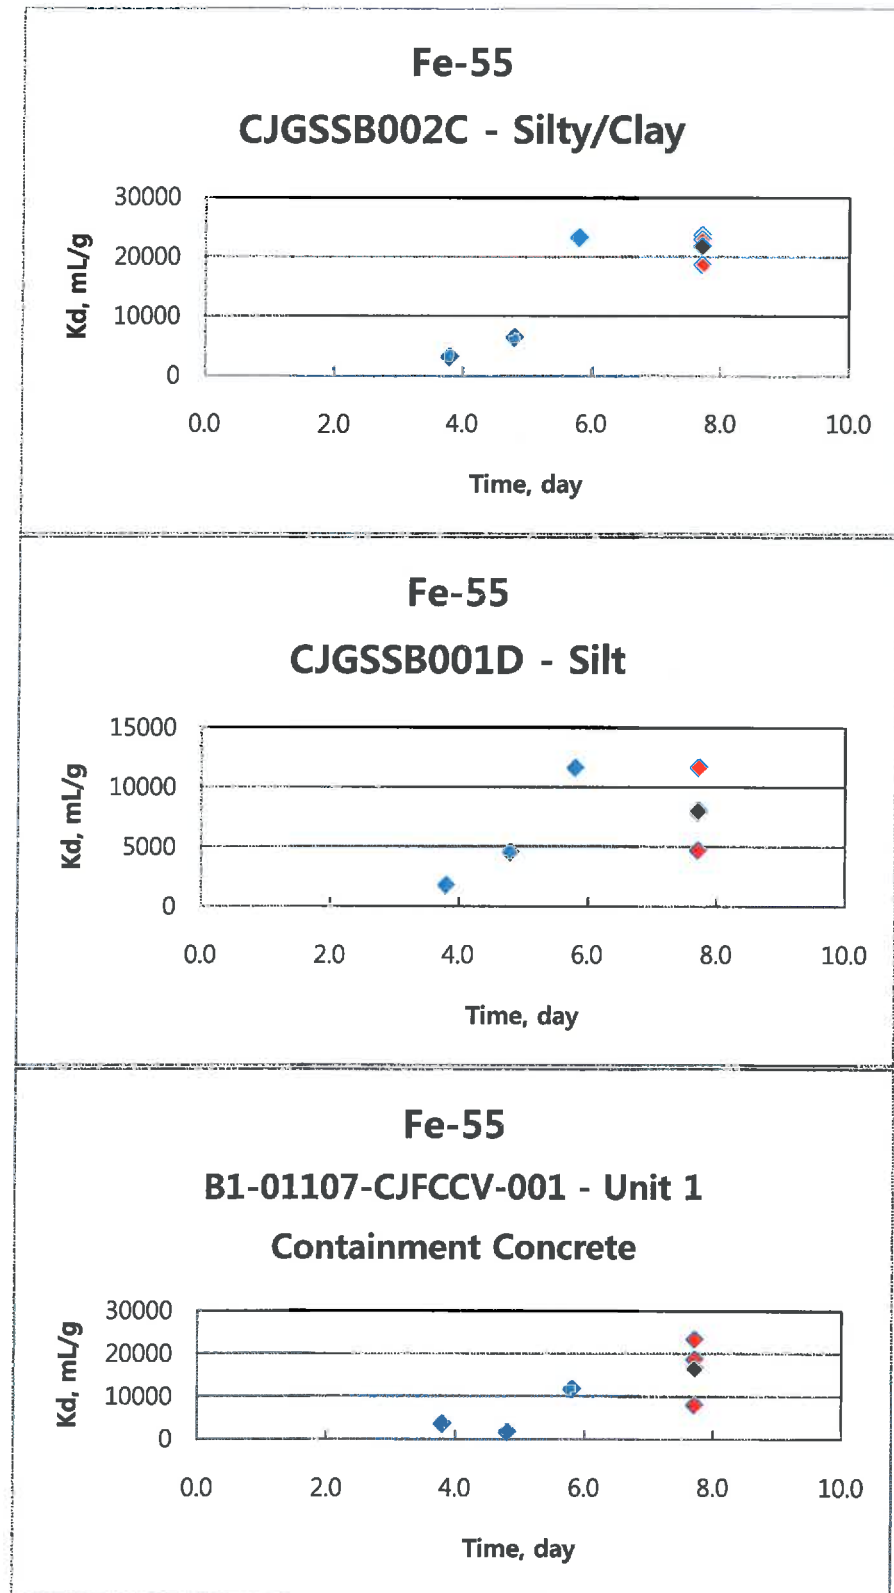 Fe-55
CJGSSB002C - Silty/Clay
30000
20000
10000
0
Kd, mL/g
0.0 2.0 4.0 6.0 8.0 10.0
Time, day
Fe-55
CJGSSB001D - Silt
15000
10000
5000
0
Kd, mL/g
0.0 2.0 4.0 6.0 8.0 10.0
Time, day
Fe-55
B1-01107-CJFCCV-001 - Unit 1
Containment Concrete
30000
20000
10000
0
Kd, mL/g
0.0 2.0 4.0 6.0 8.0 10.0
Time, day